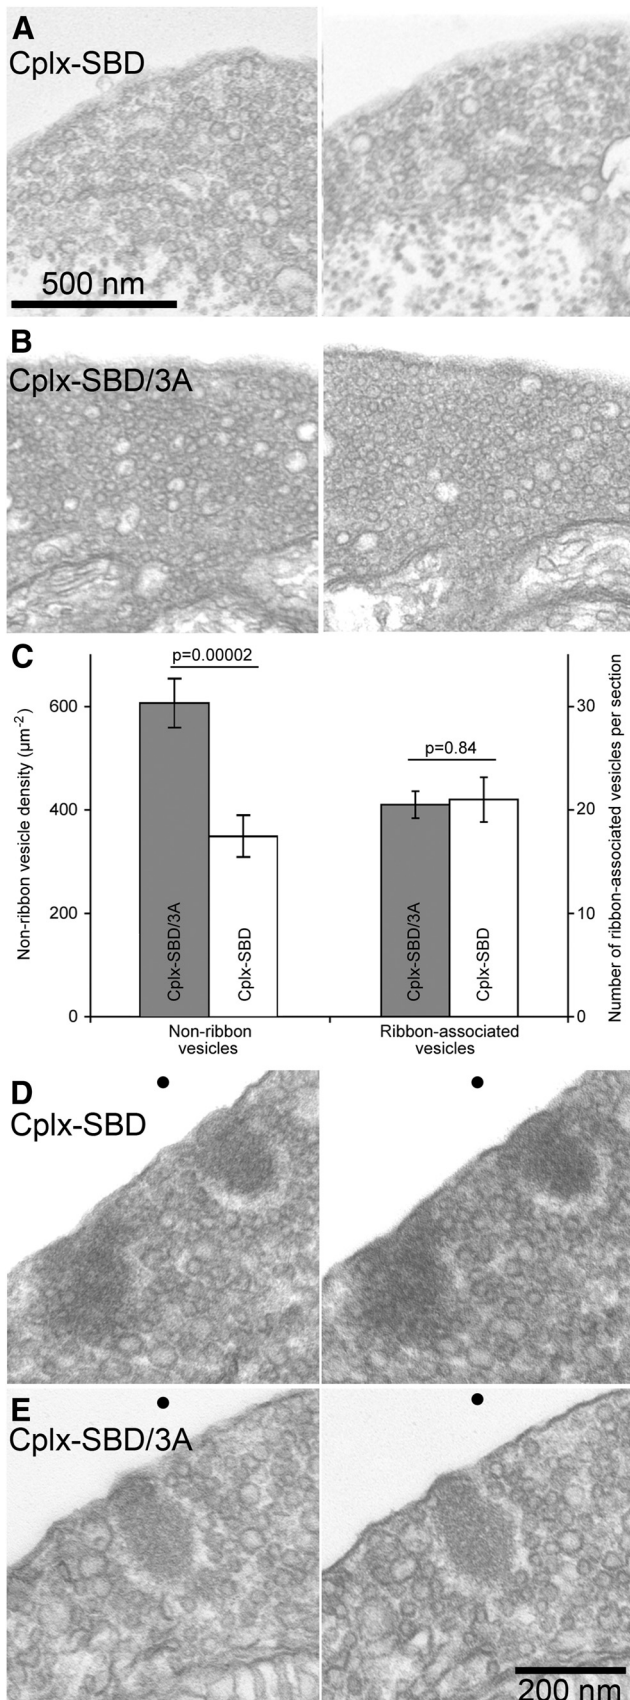 A
Cplx-SBD
500 nm
B
Cplx-SBD/3A
C
p=0.00002
p=0.84
Non-ribbon vesicle density (µm-2)
600
400
200
0
Cplx-SBD/3A
Cplx-SBD
Cplx-SBD/3A
Cplx-SBD
30
20
10
0
Number of ribbon-associated vesicles per section
Non-ribbon
vesicles
Ribbon-associated
vesicles
D
Cplx-SBD
E
Cplx-SBD/3A
200 nm